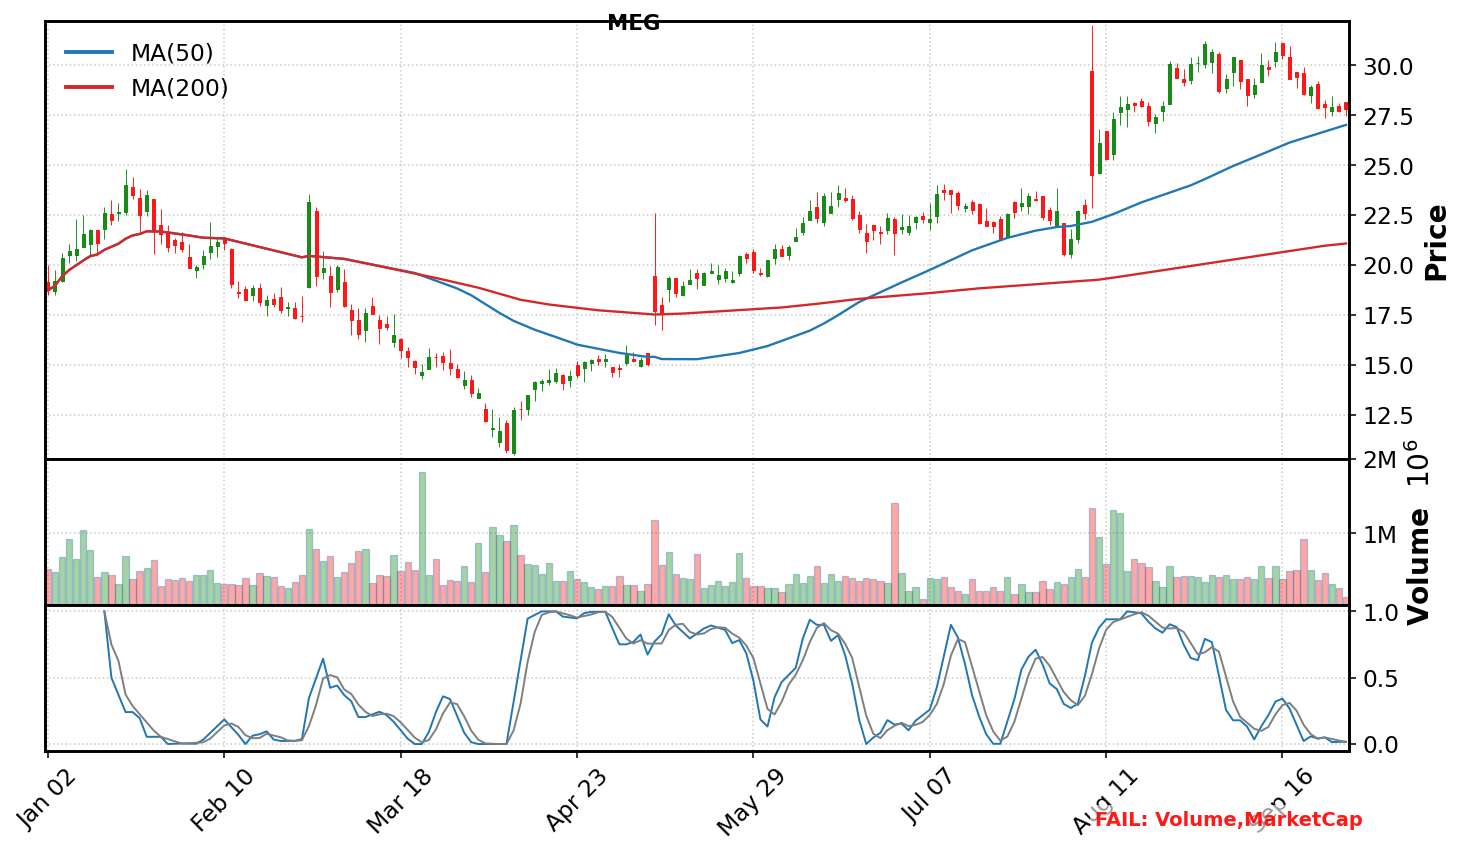 MEG
MA(50)
MA(200)
30.0
27.5
25.0
22.5
20.0
17.5
15.0
12.5
Price
2M
1M
Volume 10^6
1.0
0.5
0.0
Jan 02
Feb 10
Mar 18
Apr 23
May 29
Jul 07
Aug 11
Sep 16
FAIL: Volume,MarketCap